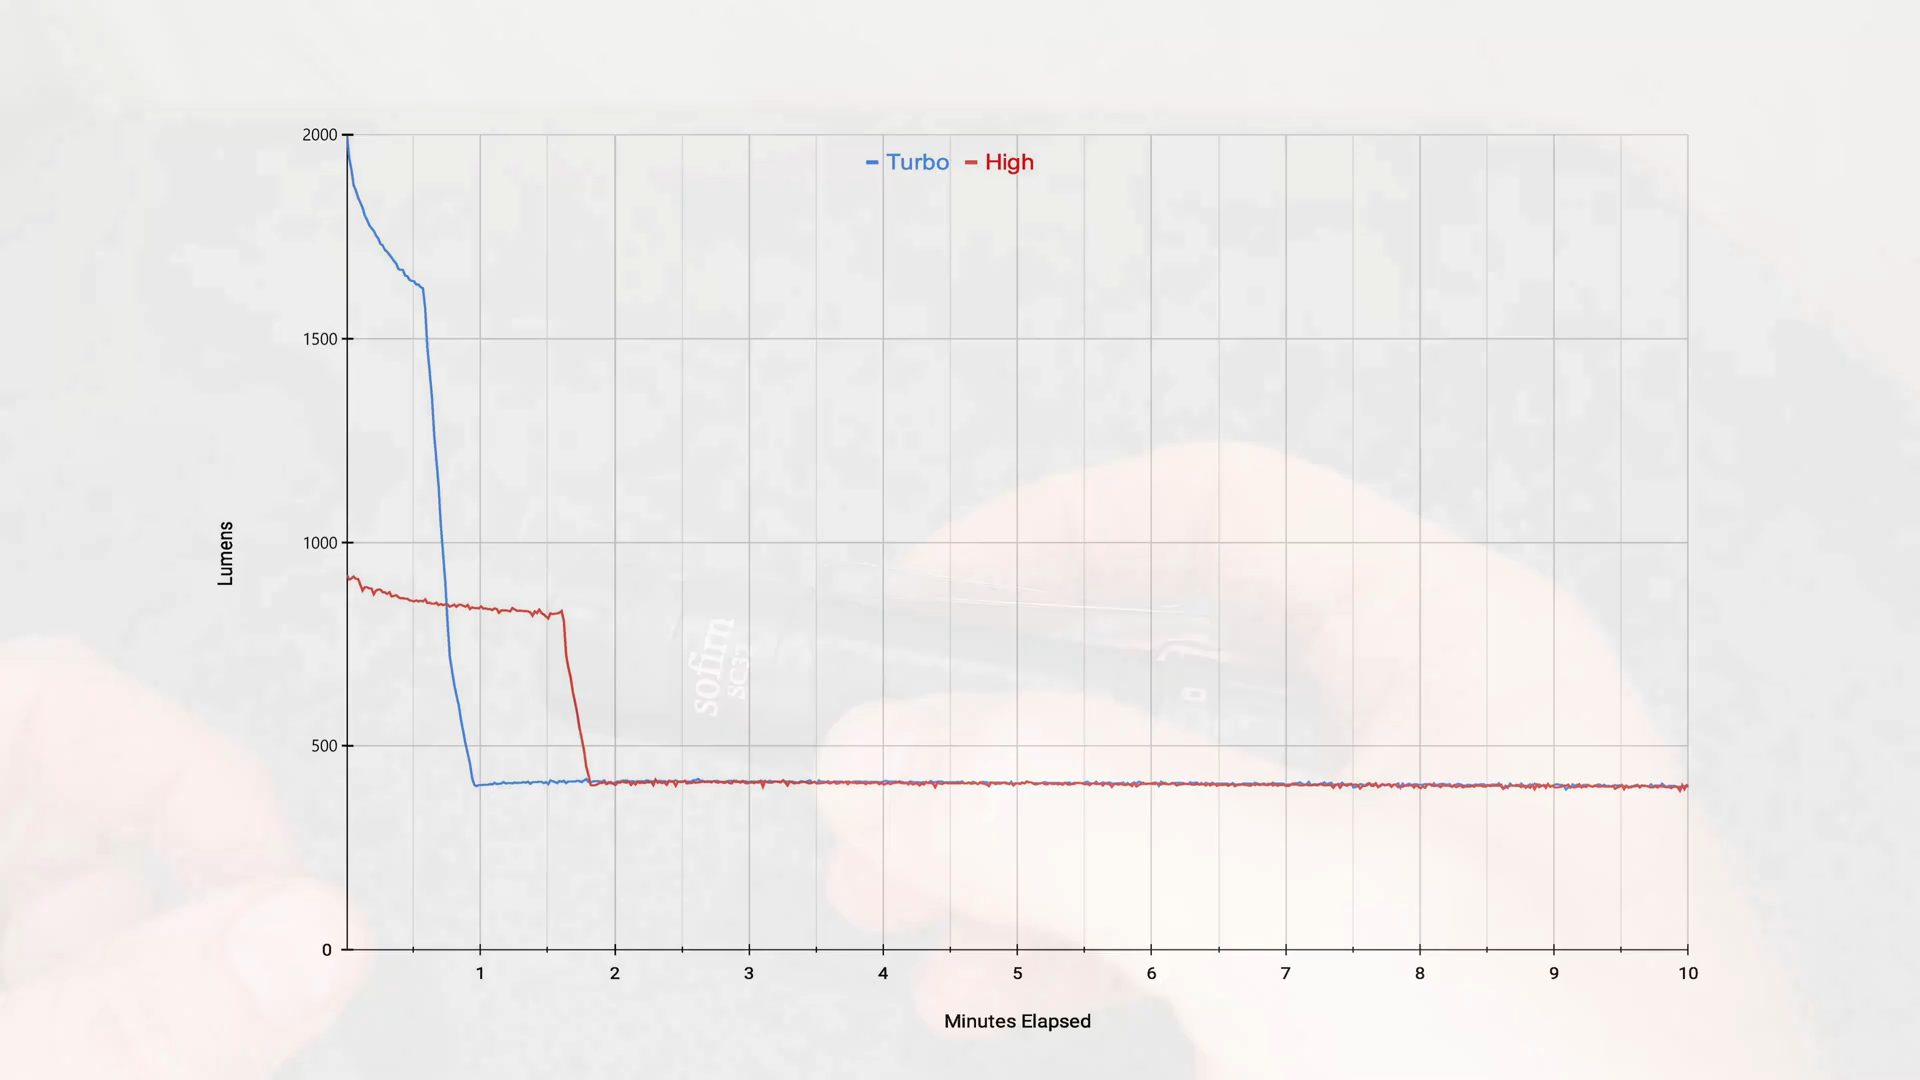 Turbo High
2000
1500
1000
500
0
Lumens
1 2 3 4 5 6 7 8 9 10
Minutes Elapsed
sofirn
SC37